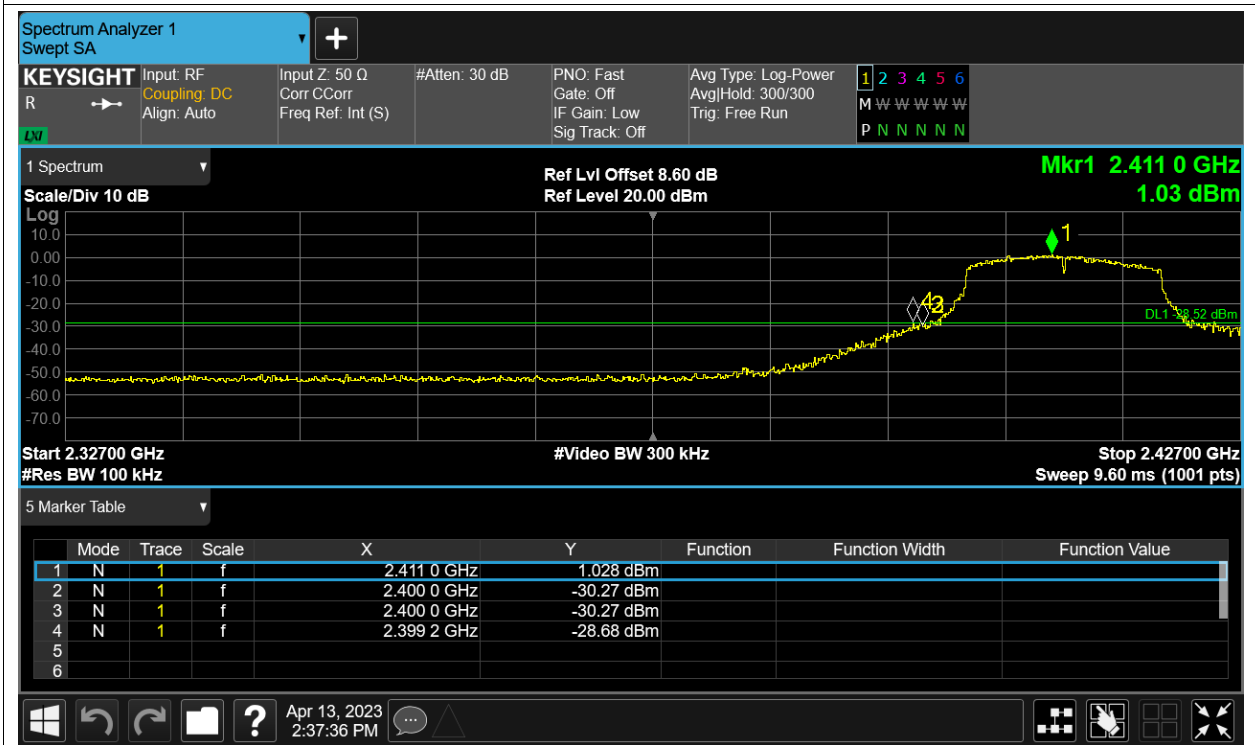 Spectrum Analyzer 1
Swept SA
KEYSIGHT
R
LXI
Input: RF
Coupling: DC
Align: Auto
Input Z: 50 Ω
Corr CCorr
Freq Ref: Int (S)
#Atten: 30 dB
PNO: Fast
Gate: Off
IF Gain: Low
Sig Track: Off
Avg Type: Log-Power
Avg|Hold: 300/300
Trig: Free Run
1 2 3 4 5 6
M W W W W W
P N N N N N
1 Spectrum
Scale/Div 10 dB
Ref Lvl Offset 8.60 dB
Ref Level 20.00 dBm
Mkr1 2.411 0 GHz
1.03 dBm
Log
10.0
0.00
-10.0
-20.0
-30.0
-40.0
-50.0
-60.0
-70.0
1
DL1 -28.52 dBm
Start 2.32700 GHz
#Res BW 100 kHz
#Video BW 300 kHz
Stop 2.42700 GHz
Sweep 9.60 ms (1001 pts)
5 Marker Table
Mode Trace Scale X Y Function Function Width Function Value
1 N 1 f 2.411 0 GHz 1.028 dBm
2 N 1 f 2.400 0 GHz -30.27 dBm
3 N 1 f 2.400 0 GHz -30.27 dBm
4 N 1 f 2.399 2 GHz -28.68 dBm
5
6
?
Apr 13, 2023
2:37:36 PM